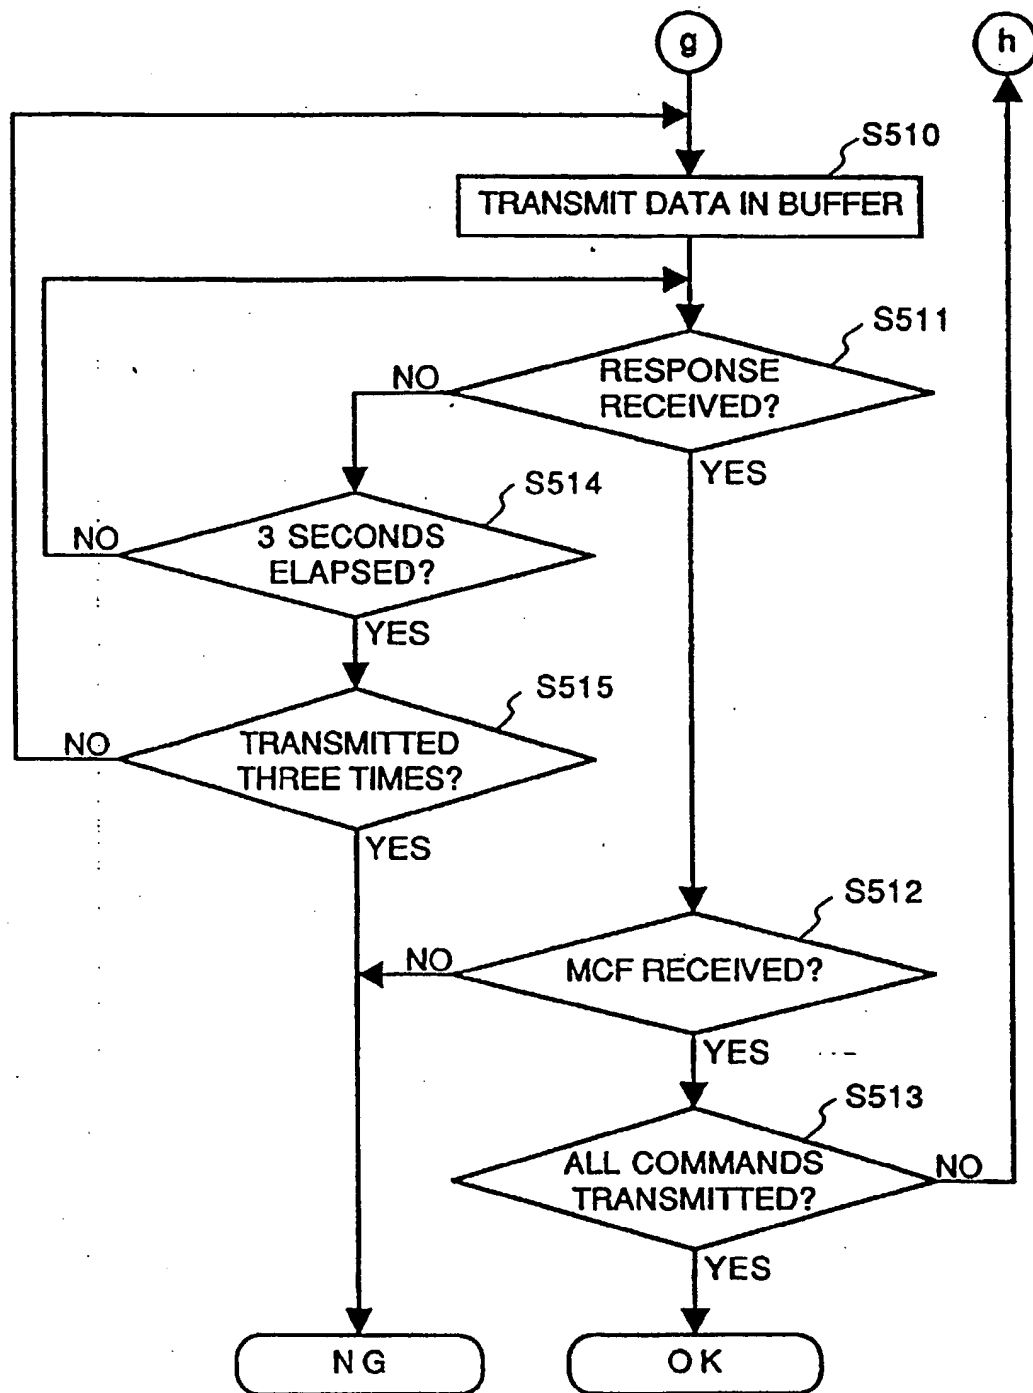 g
h
S510
TRANSMIT DATA IN BUFFER
S511
RESPONSE
RECEIVED?
NO
YES
S514
3 SECONDS
ELAPSED?
NO
YES
S515
TRANSMITTED
THREE TIMES?
NO
YES
S512
MCF RECEIVED?
NO
YES
S513
ALL COMMANDS
TRANSMITTED?
NO
YES
NG
OK